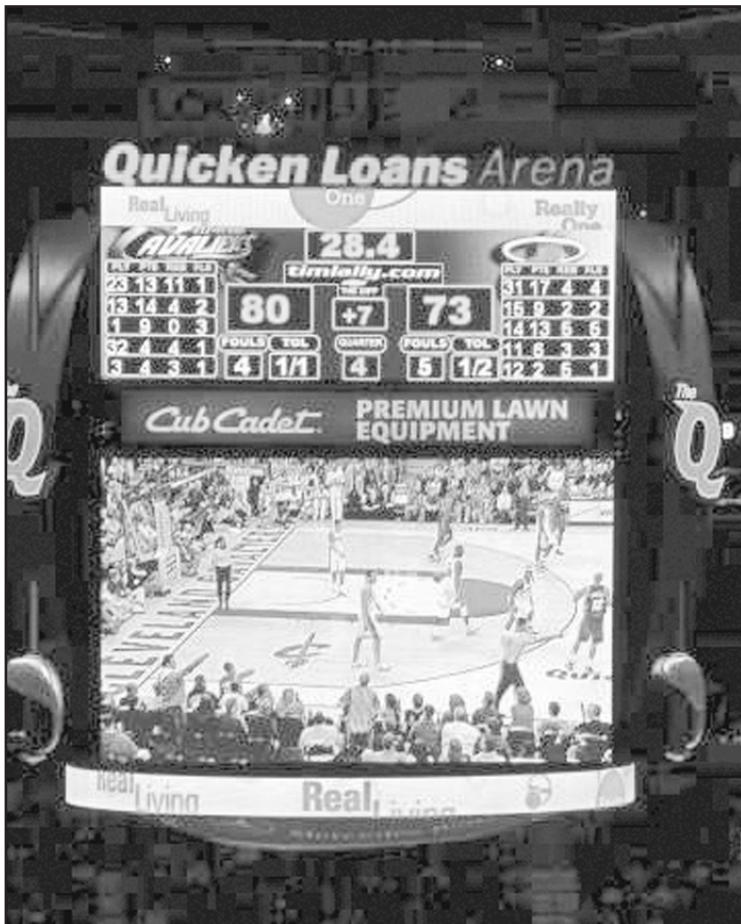 Quicken Loans Arena
Real Living
One
Realty One
CAVALIERS
28.4
timlally.com
PLY PTS REB FLS
PLY PTS REB FLS
23 13 11 1
31 17 4 4
80
+7
73
13 14 4 2
15 9 2 2
1 9 0 3
14 13 5 5
FOULS TOL QUARTER FOULS TOL
32 4 4 1
11 6 3 3
4 1/1 4 5 1/2
3 4 3 1
12 2 6 1
Cub Cadet
PREMIUM LAWN
EQUIPMENT
The Q
Q
CLEVELAND
Real Living
Real Living